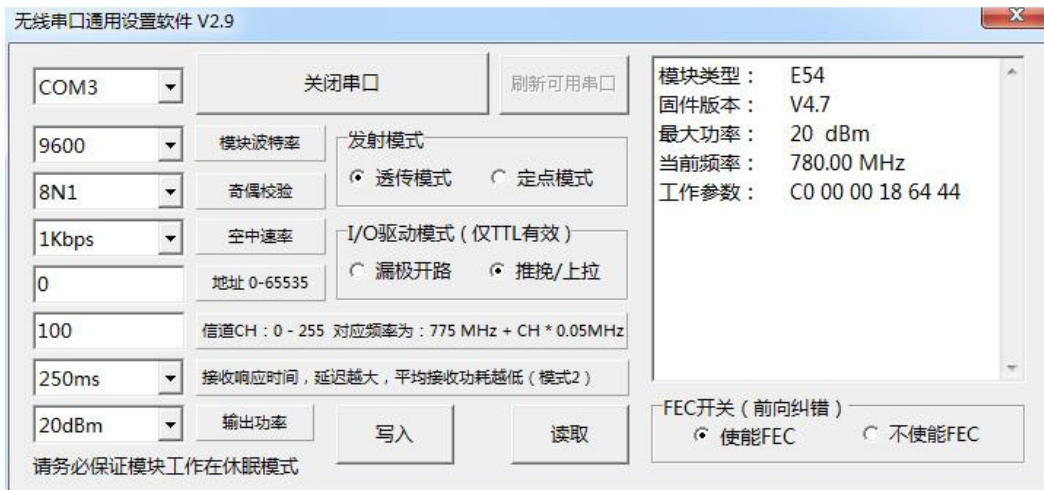 无线串口通用设置软件 V2.9
X
COM3
关闭串口
刷新可用串口
9600
模块波特率
8N1
奇偶校验
1Kbps
空中速率
0
地址 0-65535
发射模式
透传模式
定点模式
I/O驱动模式（仅TTL有效）
漏极开路
推挽/上拉
100
信道CH：0 - 255 对应频率为：775 MHz + CH * 0.05MHz
250ms
接收响应时间，延迟越大，平均接收功耗越低（模式2）
20dBm
输出功率
写入
读取
请务必保证模块工作在休眠模式
模块类型： E54
固件版本： V4.7
最大功率： 20 dBm
当前频率： 780.00 MHz
工作参数： C0 00 00 18 64 44
FEC开关（前向纠错）
使能FEC
不使能FEC